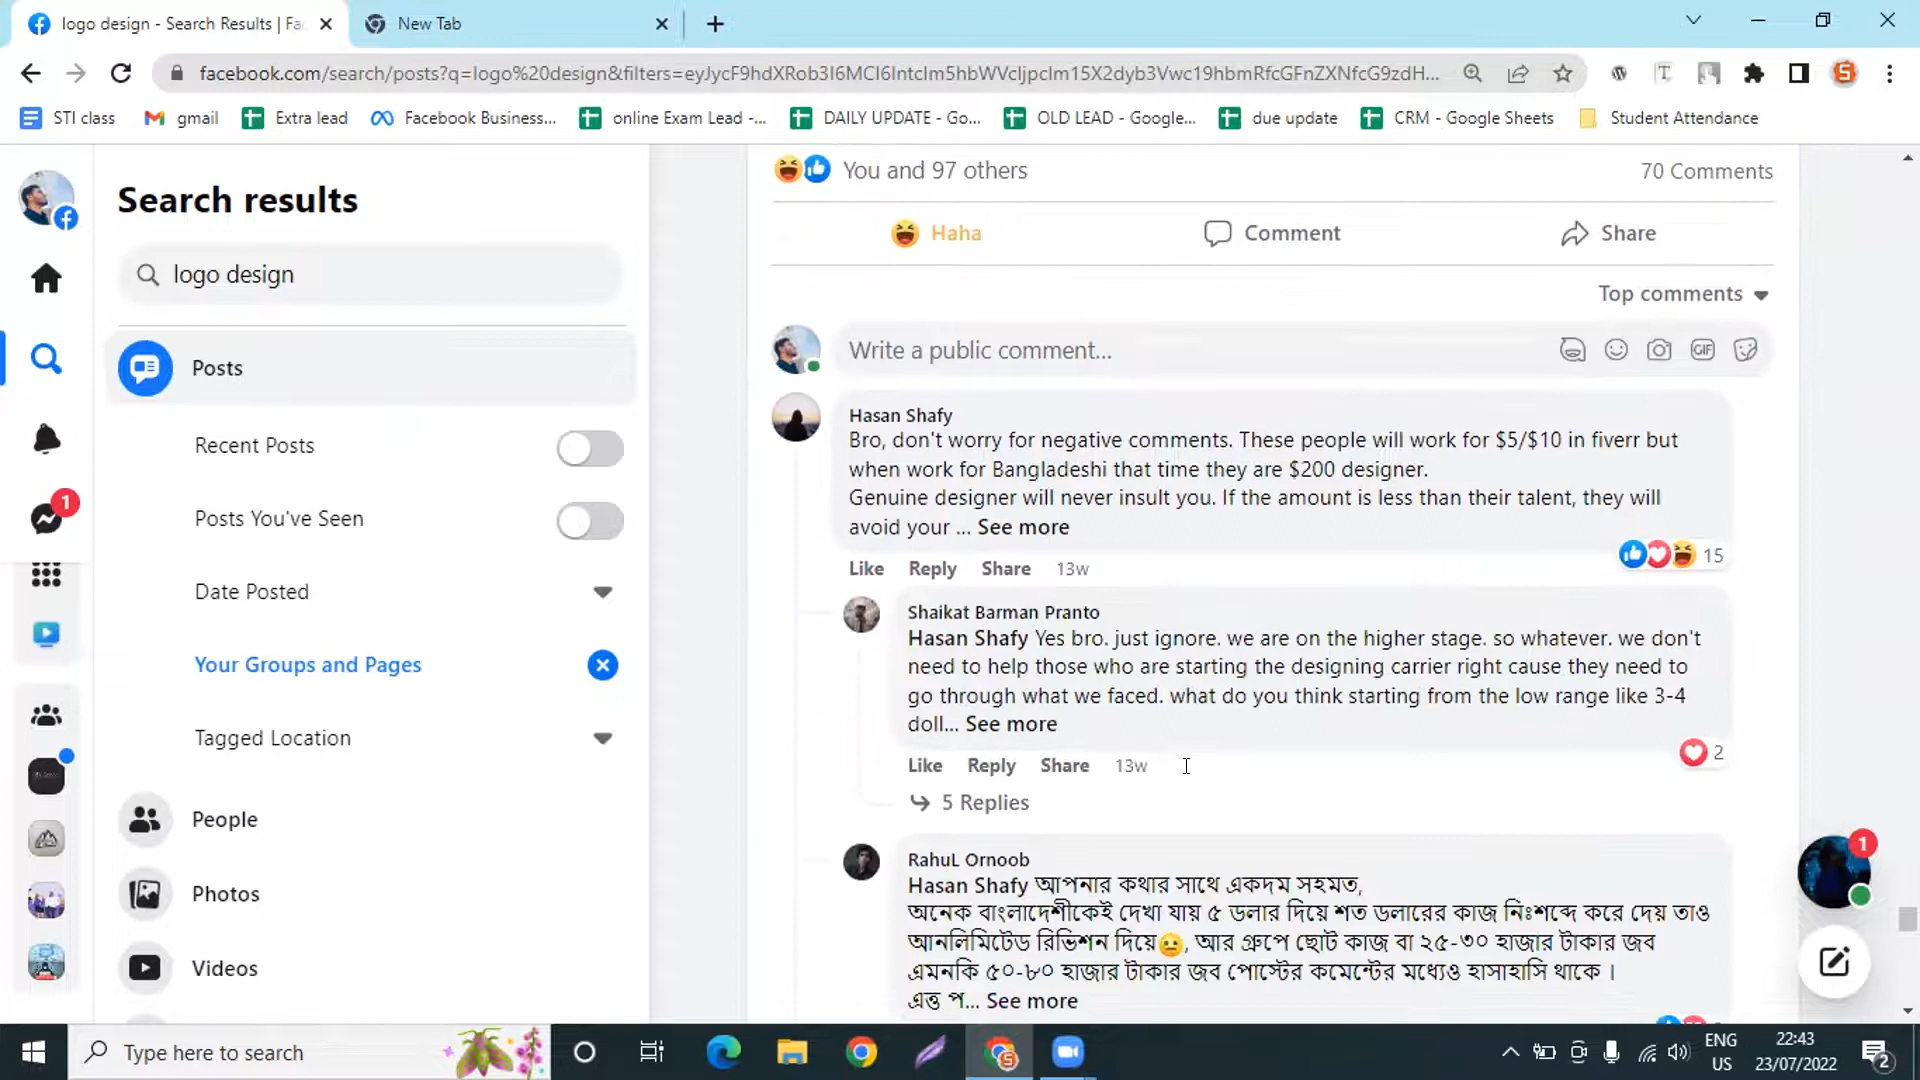 logo design - Search Results | Fac
New Tab
facebook.com/search/posts?q=logo%20design&filters=eyJycF9hdXRob3I6MCI6IntcIm5hbWVcIjpcIm15X2dyb3Vwc19hbmRfcGFnZXNfcG9zdH...
STI class
gmail
Extra lead
Facebook Business...
online Exam Lead -...
DAILY UPDATE - Go...
OLD LEAD - Google...
due update
CRM - Google Sheets
Student Attendance
Search results
logo design
Posts
Recent Posts
Posts You've Seen
Date Posted
Your Groups and Pages
Tagged Location
People
Photos
Videos
1
You and 97 others
70 Comments
Haha
Comment
Share
Top comments
Write a public comment...
GIF
Hasan Shafy
Bro, don't worry for negative comments. These people will work for $5/$10 in fiverr but
when work for Bangladeshi that time they are $200 designer.
Genuine designer will never insult you. If the amount is less than their talent, they will
avoid your ... See more
15
Like Reply Share 13w
Shaikat Barman Pranto
Hasan Shafy Yes bro. just ignore. we are on the higher stage. so whatever. we don't
need to help those who are starting the designing carrier right cause they need to
go through what we faced. what do you think starting from the low range like 3-4
doll... See more
2
Like Reply Share 13w
5 Replies
RahuL Ornoob
Hasan Shafy আপনার কথার সাথে একদম সহমত,
অনেক বাংলাদেশীকেই দেখা যায় ৫ ডলার দিয়ে শত ডলারের কাজ নিঃশব্দে করে দেয় তাও
আনলিমিটেড রিভিশন দিয়ে😐, আর গ্রুপে ছোট কাজ বা ২৫-৩০ হাজার টাকার জব
এমনকি ৫০-৮০ হাজার টাকার জব পোস্টের কমেন্টের মধ্যেও হাসাহাসি থাকে ।
এত্ত প... See more
1
Type here to search
ENG
US
22:43
23/07/2022
2